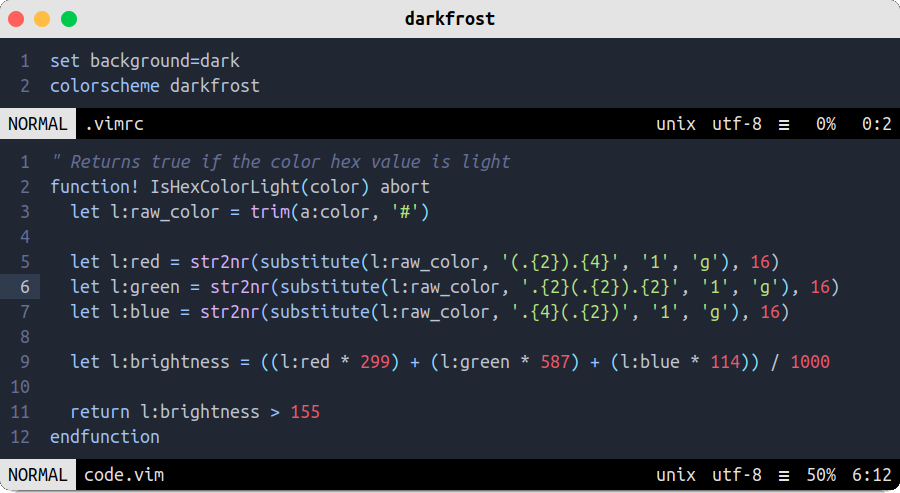 darkfrost
1 set background=dark
2 colorscheme darkfrost
NORMAL .vimrc unix utf-8 ≡ 0% 0:2
1 " Returns true if the color hex value is light
2 function! IsHexColorLight(color) abort
3   let l:raw_color = trim(a:color, '#')
4
5   let l:red = str2nr(substitute(l:raw_color, '(.{2}).{4}', '1', 'g'), 16)
6   let l:green = str2nr(substitute(l:raw_color, '.{2}(.{2}).{2}', '1', 'g'), 16)
7   let l:blue = str2nr(substitute(l:raw_color, '.{4}(.{2})', '1', 'g'), 16)
8
9   let l:brightness = ((l:red * 299) + (l:green * 587) + (l:blue * 114)) / 1000
10
11   return l:brightness > 155
12 endfunction
NORMAL code.vim unix utf-8 ≡ 50% 6:12